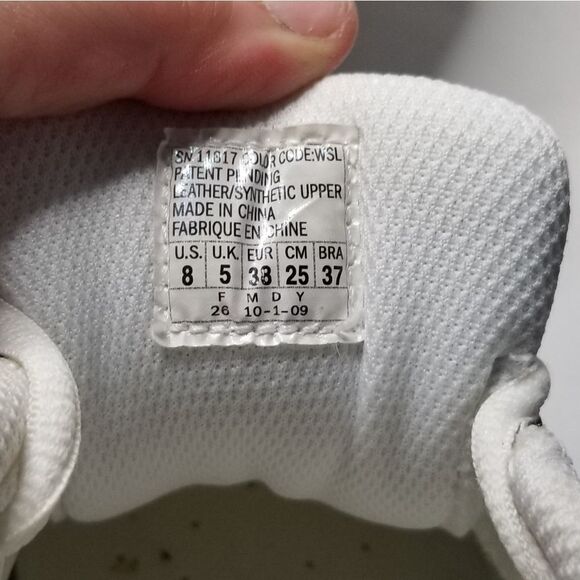 SN 11817 COLOR CODE:WSL
PATENT PENDING
LEATHER/SYNTHETIC UPPER
MADE IN CHINA
FABRIQUE EN CHINE
U.S. U.K. EUR CM BRA
8 5 38 25 37
F M D Y
26 10-1-09